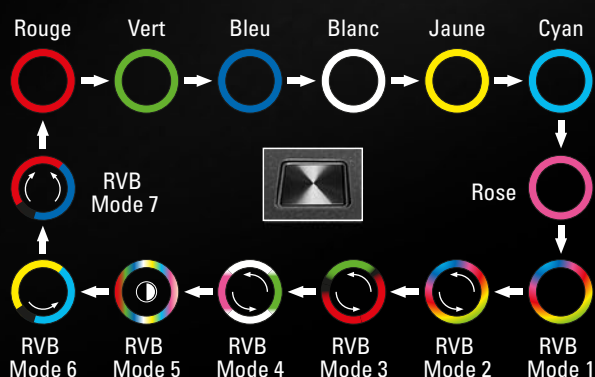 Rouge
Vert
Bleu
Blanc
Jaune
Cyan
Rose
RVB
Mode 7
RVB
Mode 6
RVB
Mode 5
RVB
Mode 4
RVB
Mode 3
RVB
Mode 2
RVB
Mode 1